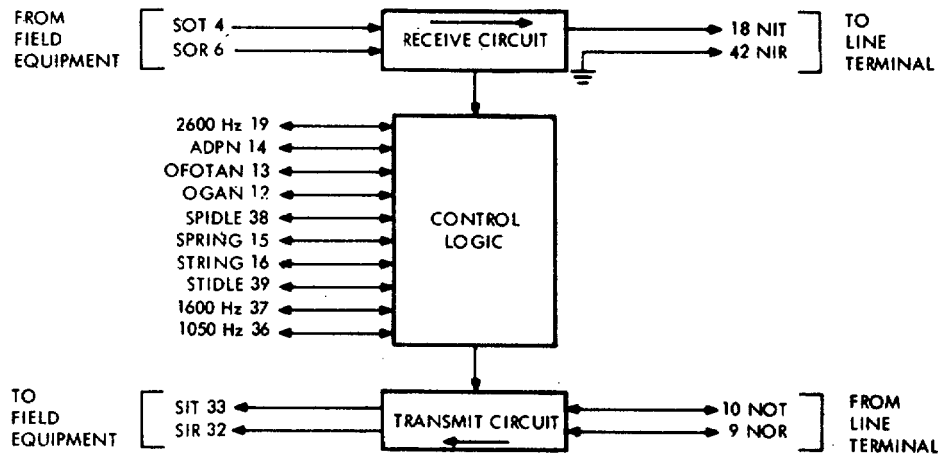 FROM
FIELD
EQUIPMENT
SOT 4
SOR 6
RECEIVE CIRCUIT
18 NIT
42 NIR
TO
LINE
TERMINAL
2600 Hz 19
ADPN 14
OFOTAN 13
OGAN 12
SPIDLE 38
SPRING 15
STRING 16
STIDLE 39
1600 Hz 37
1050 Hz 36
CONTROL
LOGIC
TO
FIELD
EQUIPMENT
SIT 33
SIR 32
TRANSMIT CIRCUIT
10 NOT
9 NOR
FROM
LINE
TERMINAL